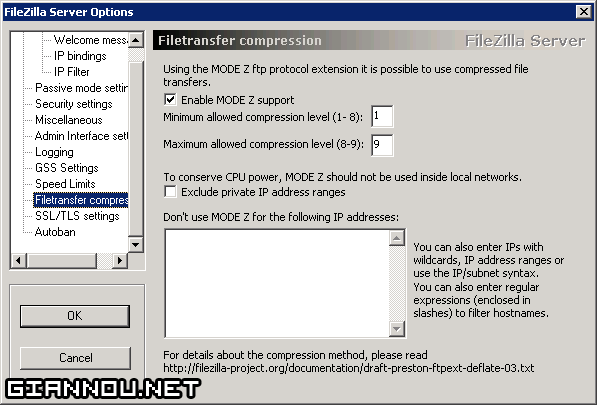 FileZilla Server Options
Welcome mess
IP bindings
IP Filter
Passive mode settin
Security settings
Miscellaneous
Admin Interface sett
Logging
GSS Settings
Speed Limits
Filetransfer compres
SSL/TLS settings
Autoban
OK
Cancel
Filetransfer compression
FileZilla Server
Using the MODE Z ftp protocol extension it is possible to use compressed file
transfers.
Enable MODE Z support
Minimum allowed compression level (1- 8): 1
Maximum allowed compression level (8-9): 9
To conserve CPU power, MODE Z should not be used inside local networks.
Exclude private IP address ranges
Don't use MODE Z for the following IP addresses:
You can also enter IPs with
wildcards, IP address ranges or
use the IP/subnet syntax.
You can also enter regular
expressions (enclosed in
slashes) to filter hostnames.
For details about the compression method, please read
http://filezilla-project.org/documentation/draft-preston-ftpext-deflate-03.txt
GIANNOU.NET